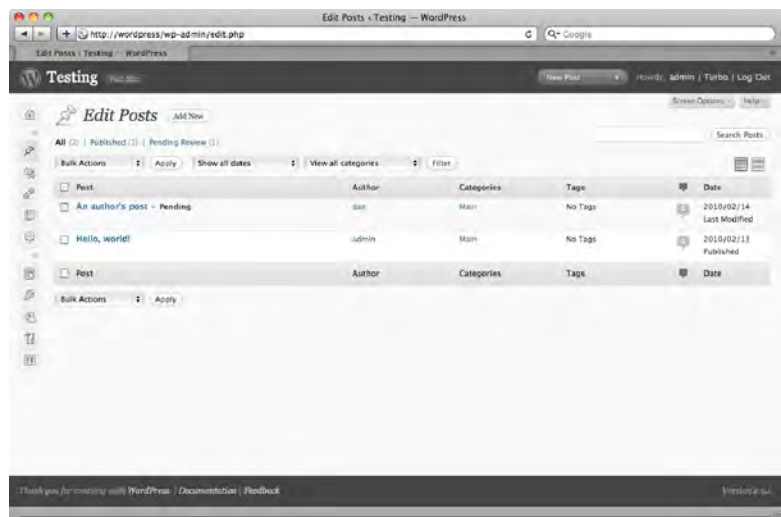 Edit Posts ‹ Testing — WordPress
http://wordpress/wp-admin/edit.php
Google
Edit Posts ‹ Testing — WordPress
Testing
New Post
Howdy, admin | Turbo | Log Out
Screen Options
Help
Edit Posts
Add New
All (2) | Published (1) | Pending Review (1)
Search Posts
Bulk Actions
Apply
Show all dates
View all categories
Filter
Post Author Categories Tags Date
An author's post – Pending
Main No Tags 2010/02/14
Last Modified
Hello, world! admin Main No Tags 2010/02/13
Published
Post Author Categories Tags Date
Bulk Actions
Apply
Thank you for creating with WordPress | Documentation | Feedback
Version